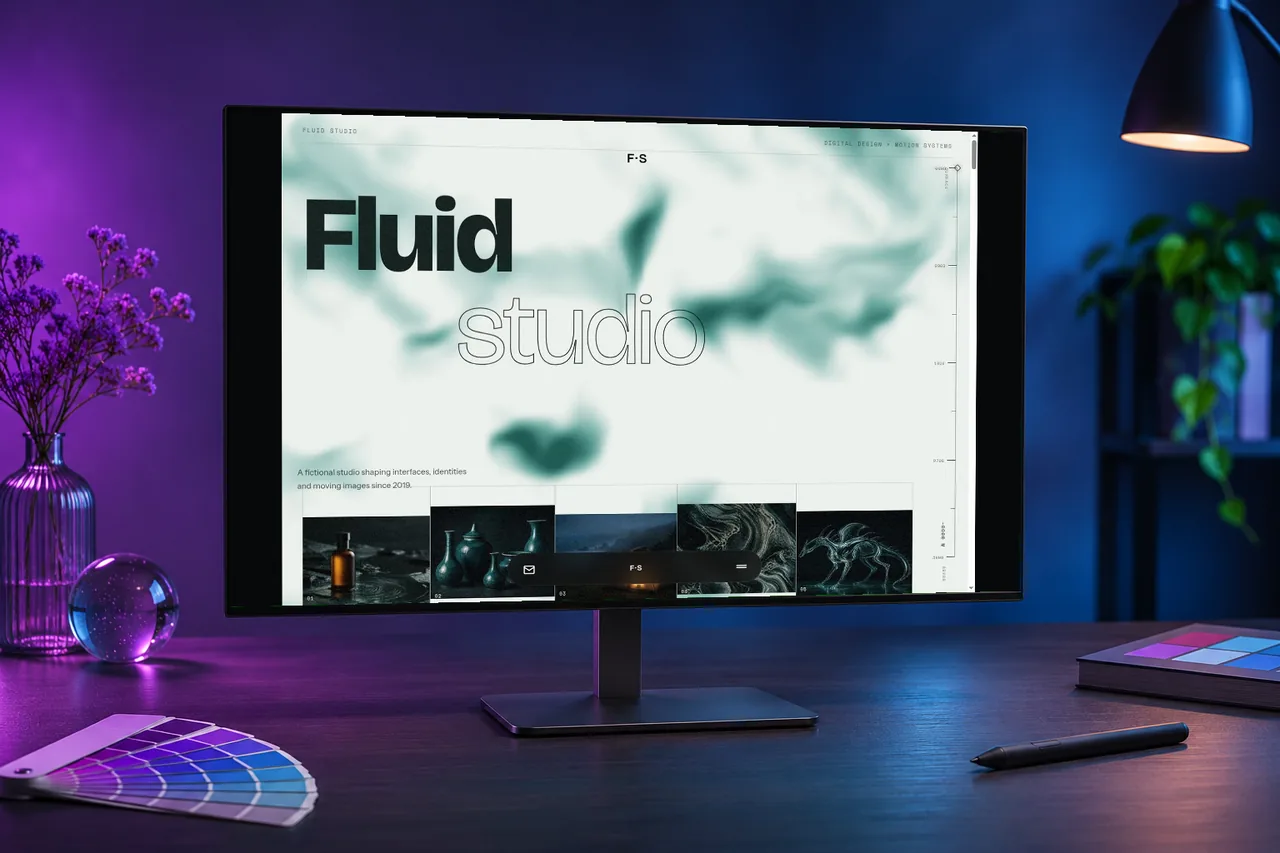 FLUID STUDIO
DIGITAL DESIGN + MOTION SYSTEMS
F·S
Fluid
studio
A fictional studio shaping interfaces, identities
and moving images since 2019.
F·S
01
02
03
05